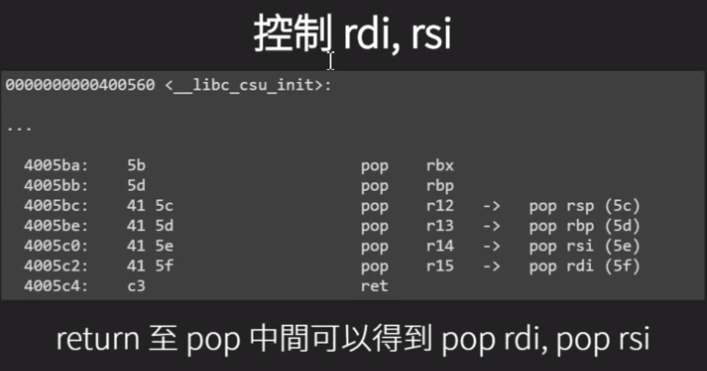 控制 rdi, rsi
0000000000400560 <__libc_csu_init>:
...
4005ba: 5b pop rbx
4005bb: 5d pop rbp
4005bc: 41 5c pop r12 -> pop rsp (5c)
4005be: 41 5d pop r13 -> pop rbp (5d)
4005c0: 41 5e pop r14 -> pop rsi (5e)
4005c2: 41 5f pop r15 -> pop rdi (5f)
4005c4: c3 ret
return 至 pop 中間可以得到 pop rdi, pop rsi